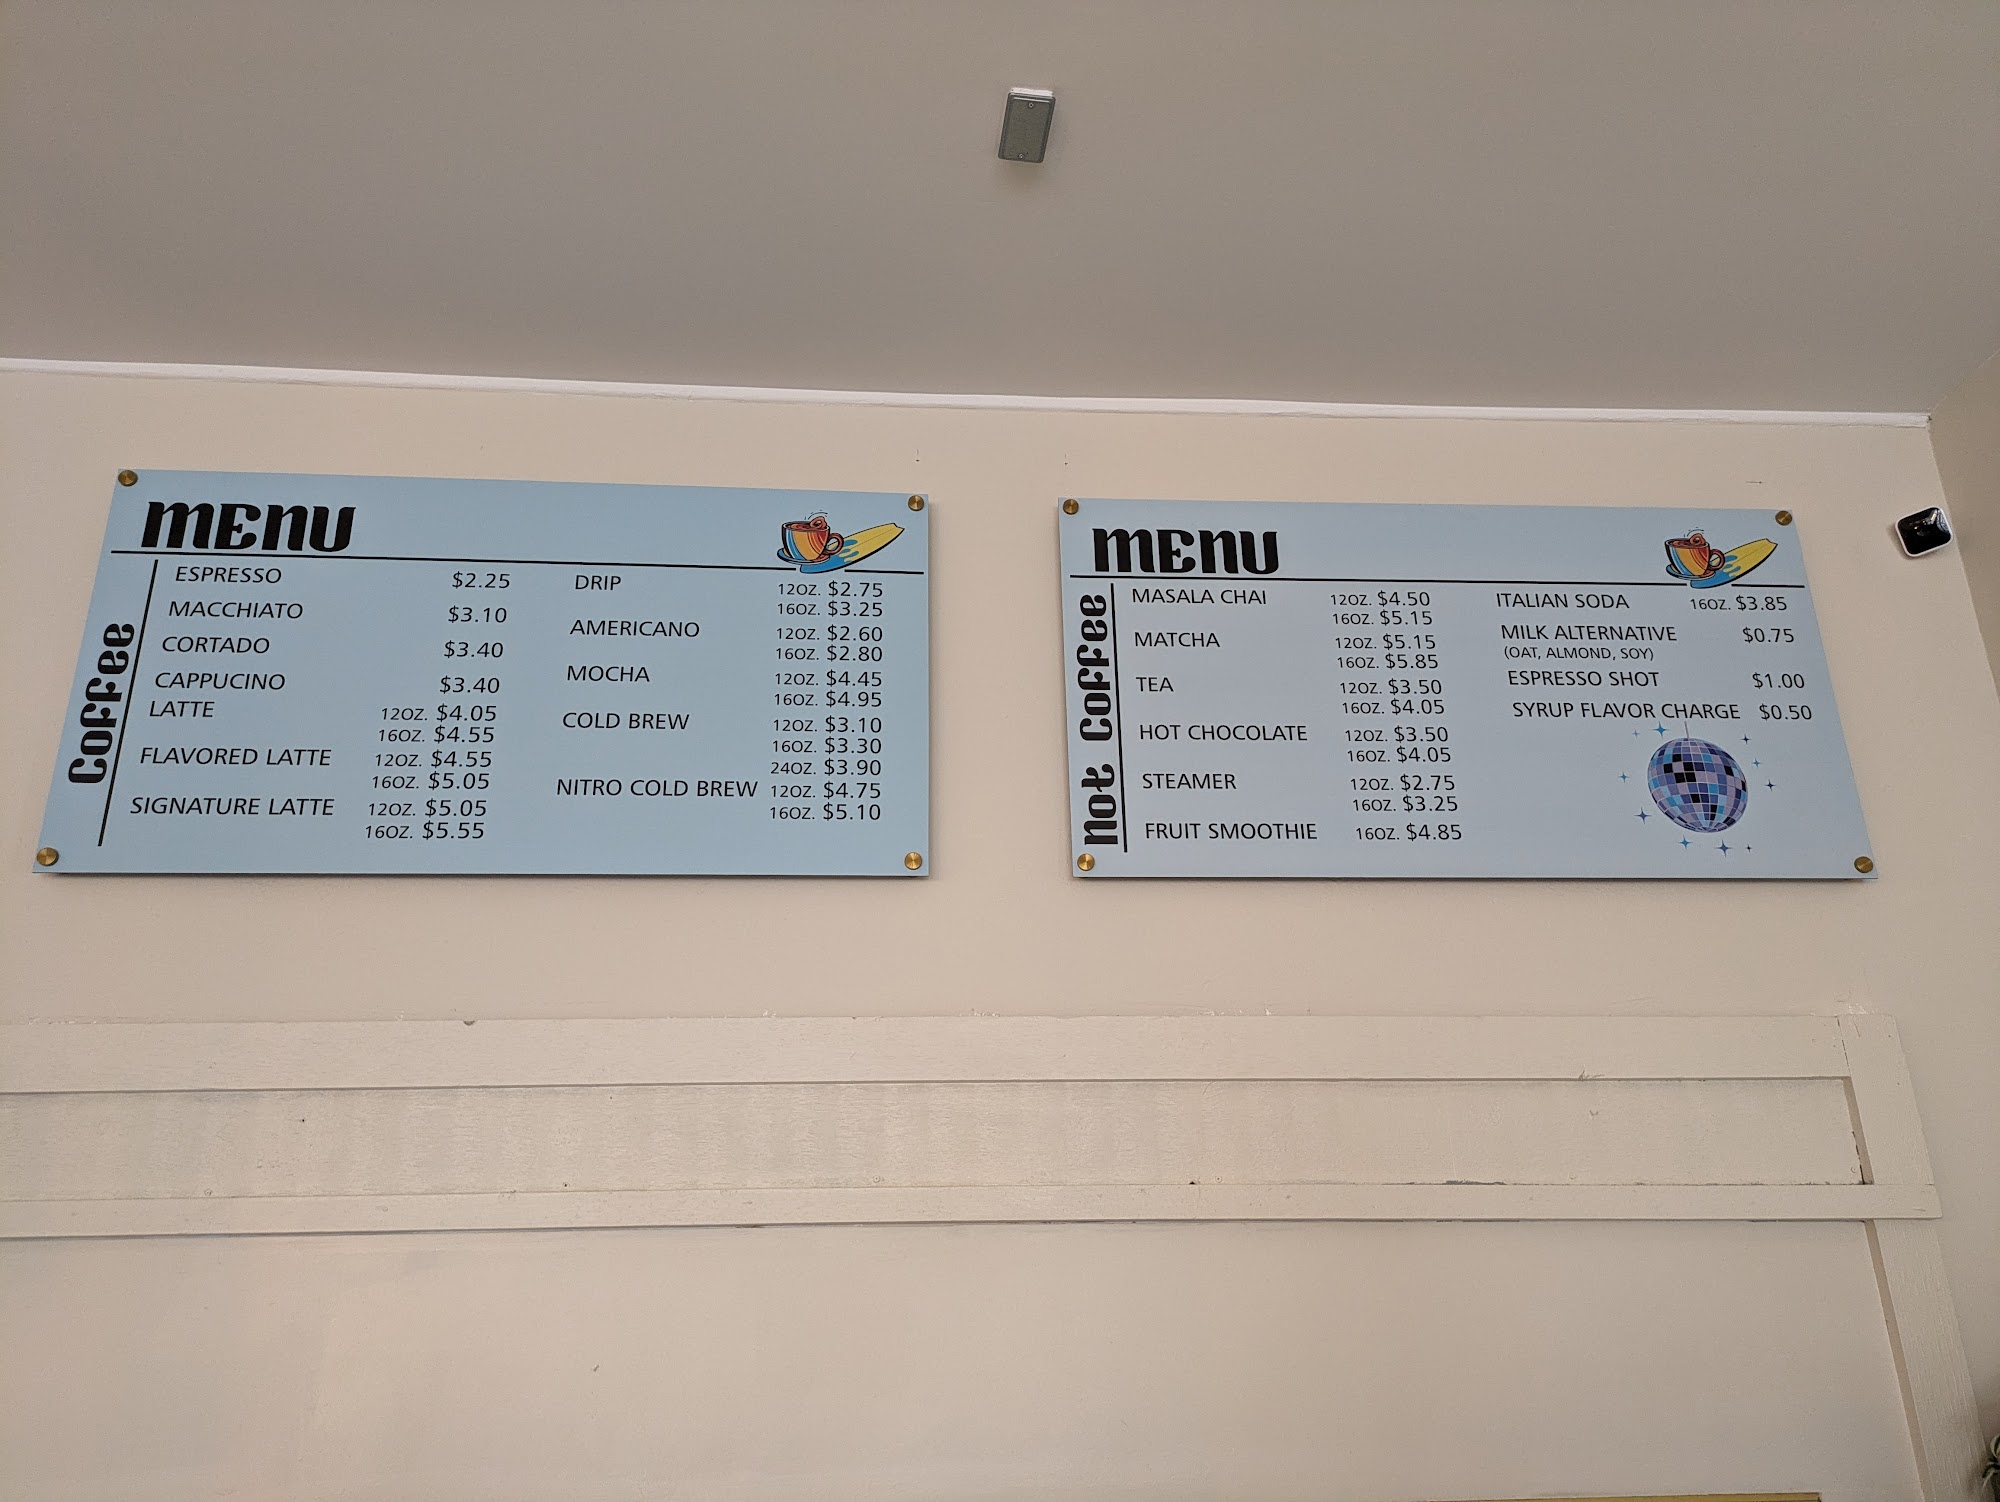 MENU
Coffee
ESPRESSO $2.25
MACCHIATO $3.10
CORTADO $3.40
CAPPUCINO $3.40
LATTE 12OZ. $4.05
16OZ. $4.55
FLAVORED LATTE 12OZ. $4.55
16OZ. $5.05
SIGNATURE LATTE 12OZ. $5.05
16OZ. $5.55
DRIP 12OZ. $2.75
16OZ. $3.25
AMERICANO 12OZ. $2.60
16OZ. $2.80
MOCHA 12OZ. $4.45
16OZ. $4.95
COLD BREW 12OZ. $3.10
16OZ. $3.30
24OZ. $3.90
NITRO COLD BREW 12OZ. $4.75
16OZ. $5.10
MENU
Not Coffee
MASALA CHAI 12OZ. $4.50
16OZ. $5.15
MATCHA 12OZ. $5.15
16OZ. $5.85
TEA 12OZ. $3.50
16OZ. $4.05
HOT CHOCOLATE 12OZ. $3.50
16OZ. $4.05
STEAMER 12OZ. $2.75
16OZ. $3.25
FRUIT SMOOTHIE 16OZ. $4.85
ITALIAN SODA 16OZ. $3.85
MILK ALTERNATIVE $0.75
(OAT, ALMOND, SOY)
ESPRESSO SHOT $1.00
SYRUP FLAVOR CHARGE $0.50